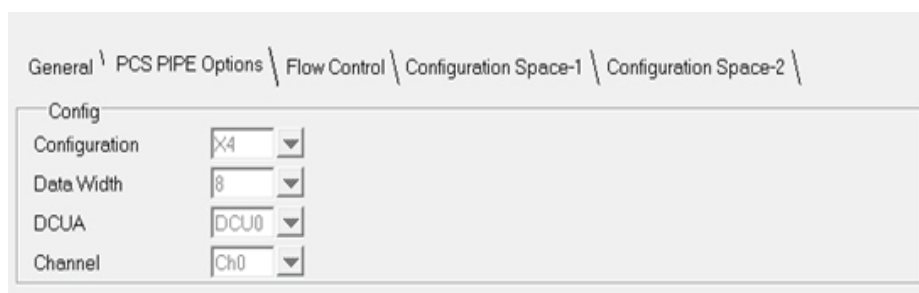 General PCS PIPE Options Flow Control Configuration Space-1 Configuration Space-2
Config
Configuration X4
Data Width 8
DCUA DCU0
Channel Ch0